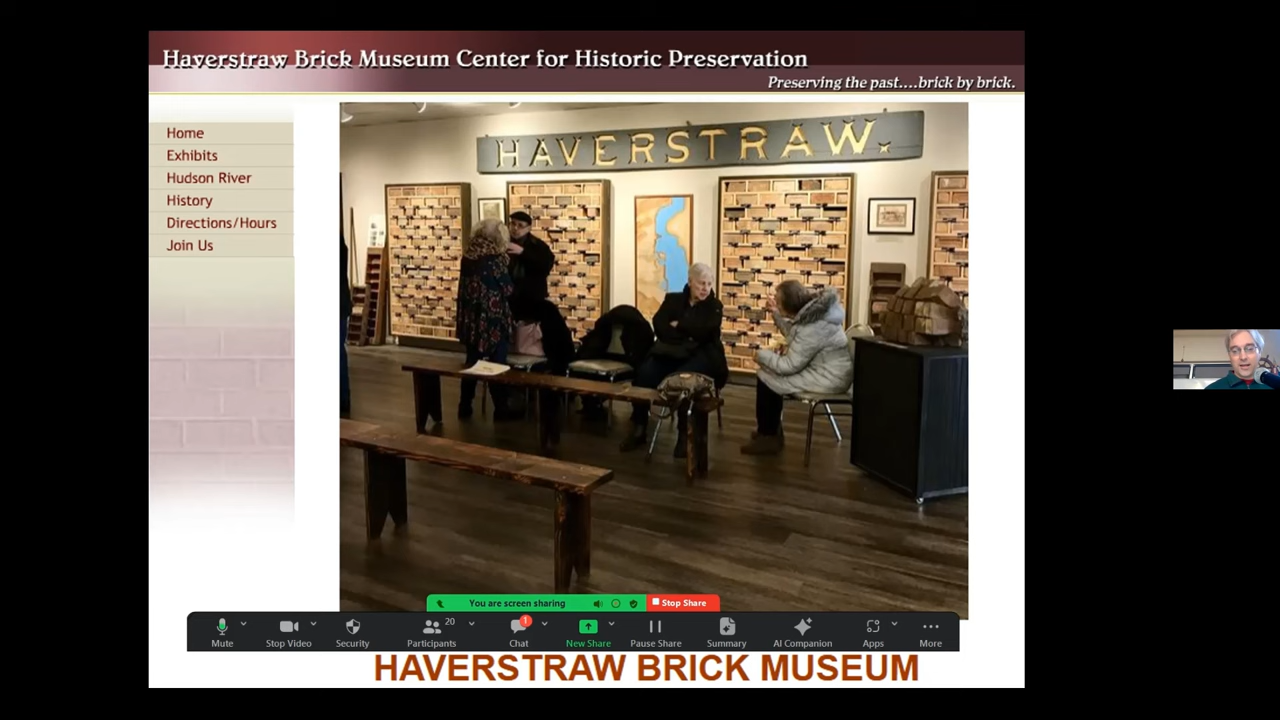 Haverstraw Brick Museum Center for Historic Preservation
Preserving the past....brick by brick.
Home
Exhibits
Hudson River
History
Directions/Hours
Join Us
HAVERSTRAW.
You are screen sharing
Stop Share
Mute
Stop Video
Security
20
Participants
1
Chat
New Share
Pause Share
Summary
AI Companion
Apps
More
HAVERSTRAW BRICK MUSEUM